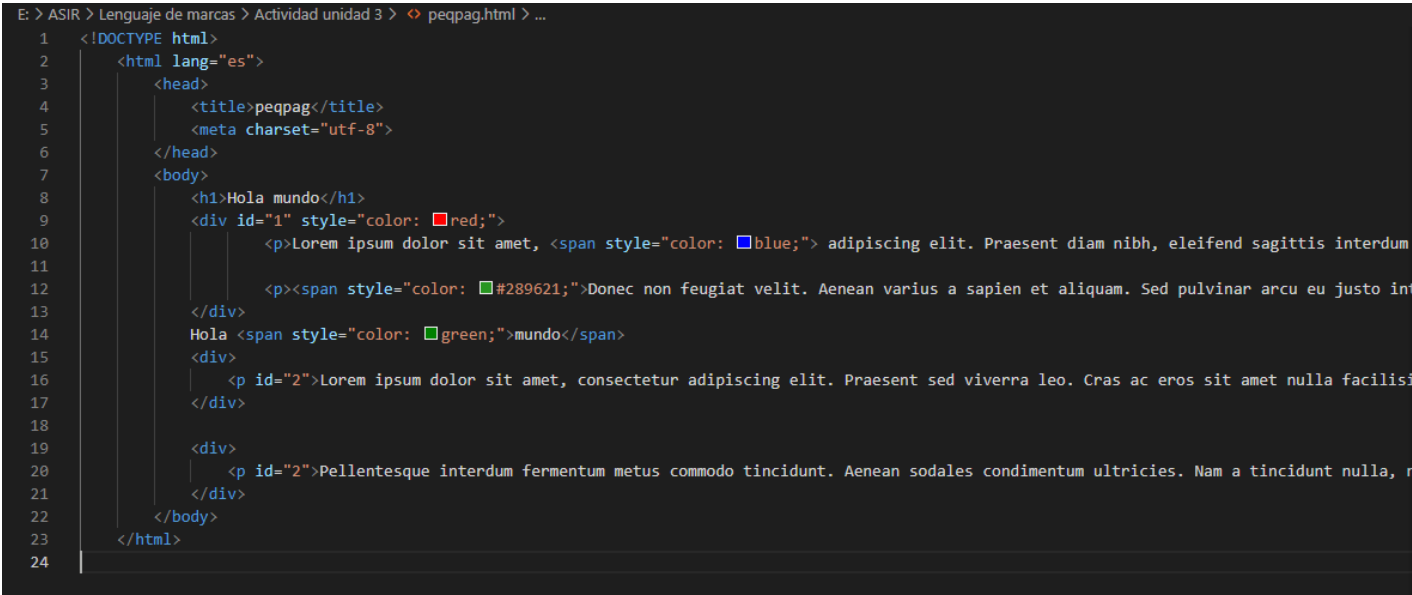 E: > ASIR > Lenguaje de marcas > Actividad unidad 3 > <> peqpag.html > ...
1 <!DOCTYPE html>
2 <html lang="es">
3 <head>
4 <title>peqpag</title>
5 <meta charset="utf-8">
6 </head>
7 <body>
8 <h1>Hola mundo</h1>
9 <div id="1" style="color: red;">
10 <p>Lorem ipsum dolor sit amet, <span style="color: blue;"> adipiscing elit. Praesent diam nibh, eleifend sagittis interdum
11
12 <p><span style="color: #289621;">Donec non feugiat velit. Aenean varius a sapien et aliquam. Sed pulvinar arcu eu justo int
13 </div>
14 Hola <span style="color: green;">mundo</span>
15 <div>
16 <p id="2">Lorem ipsum dolor sit amet, consectetur adipiscing elit. Praesent sed viverra leo. Cras ac eros sit amet nulla facilisi
17 </div>
18
19 <div>
20 <p id="2">Pellentesque interdum fermentum metus commodo tincidunt. Aenean sodales condimentum ultricies. Nam a tincidunt nulla,
21 </div>
22 </body>
23 </html>
24